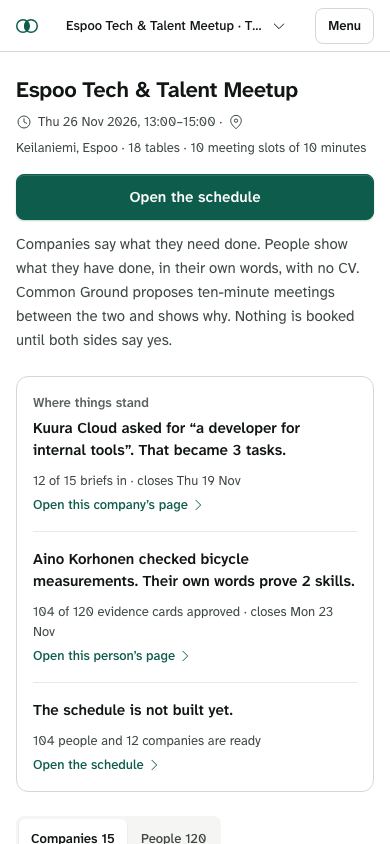 Espoo Tech & Talent Meetup · T...
Menu
Espoo Tech & Talent Meetup
Thu 26 Nov 2026, 13:00–15:00 ·
Keilaniemi, Espoo · 18 tables · 10 meeting slots of 10 minutes
Open the schedule
Companies say what they need done. People show
what they have done, in their own words, with no CV.
Common Ground proposes ten-minute meetings
between the two and shows why. Nothing is booked
until both sides say yes.
Where things stand
Kuura Cloud asked for “a developer for
internal tools”. That became 3 tasks.
12 of 15 briefs in · closes Thu 19 Nov
Open this company’s page
Aino Korhonen checked bicycle
measurements. Their own words prove 2 skills.
104 of 120 evidence cards approved · closes Mon 23
Nov
Open this person’s page
The schedule is not built yet.
104 people and 12 companies are ready
Open the schedule
Companies 15
People 120